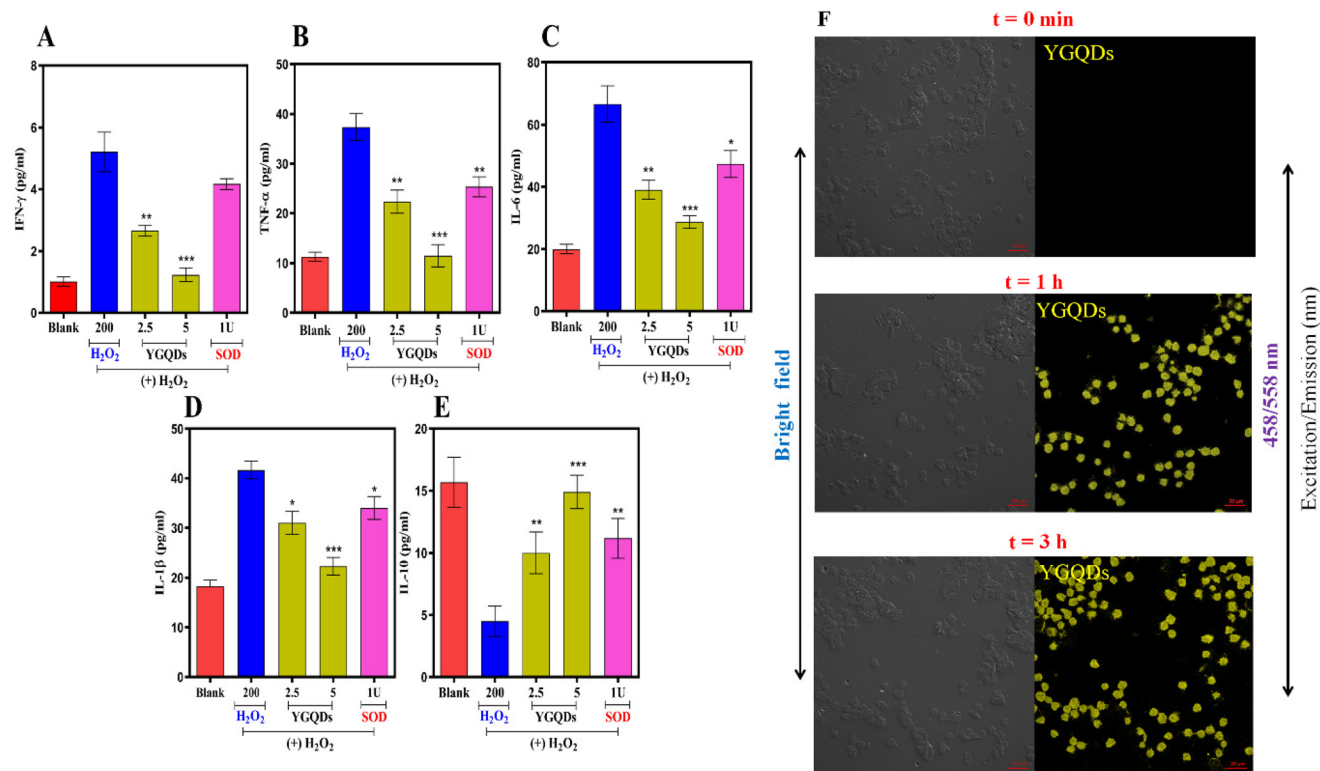 A
IFN-γ (pg/ml)
8
6
4
2
0
**
***
Blank 200 2.5 5 1U
H₂O₂ YGQDs SOD
(+) H₂O₂
B
TNF-α (pg/ml)
50
40
30
20
10
0
**
***
**
Blank 200 2.5 5 1U
H₂O₂ YGQDs SOD
(+) H₂O₂
C
IL-6 (pg/ml)
80
60
40
20
0
**
***
*
Blank 200 2.5 5 1U
H₂O₂ YGQDs SOD
(+) H₂O₂
D
IL-1β (pg/ml)
50
40
30
20
10
0
*
***
*
Blank 200 2.5 5 1U
H₂O₂ YGQDs SOD
(+) H₂O₂
E
IL-10 (pg/ml)
20
15
10
5
0
**
***
**
Blank 200 2.5 5 1U
H₂O₂ YGQDs SOD
(+) H₂O₂
F
t = 0 min
YGQDs
t = 1 h
YGQDs
20 µm
t = 3 h
YGQDs
20 µm
Bright field
458/558 nm
Excitation/Emission (nm)